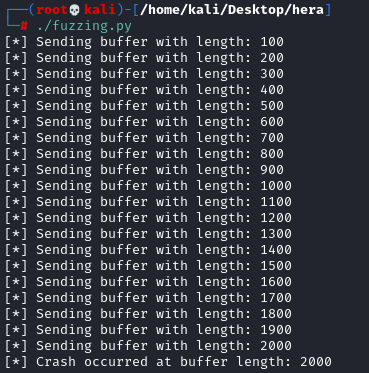 ┌──(root💀kali)-[/home/kali/Desktop/hera]
└─# ./fuzzing.py
[*] Sending buffer with length: 100
[*] Sending buffer with length: 200
[*] Sending buffer with length: 300
[*] Sending buffer with length: 400
[*] Sending buffer with length: 500
[*] Sending buffer with length: 600
[*] Sending buffer with length: 700
[*] Sending buffer with length: 800
[*] Sending buffer with length: 900
[*] Sending buffer with length: 1000
[*] Sending buffer with length: 1100
[*] Sending buffer with length: 1200
[*] Sending buffer with length: 1300
[*] Sending buffer with length: 1400
[*] Sending buffer with length: 1500
[*] Sending buffer with length: 1600
[*] Sending buffer with length: 1700
[*] Sending buffer with length: 1800
[*] Sending buffer with length: 1900
[*] Sending buffer with length: 2000
[*] Crash occurred at buffer length: 2000